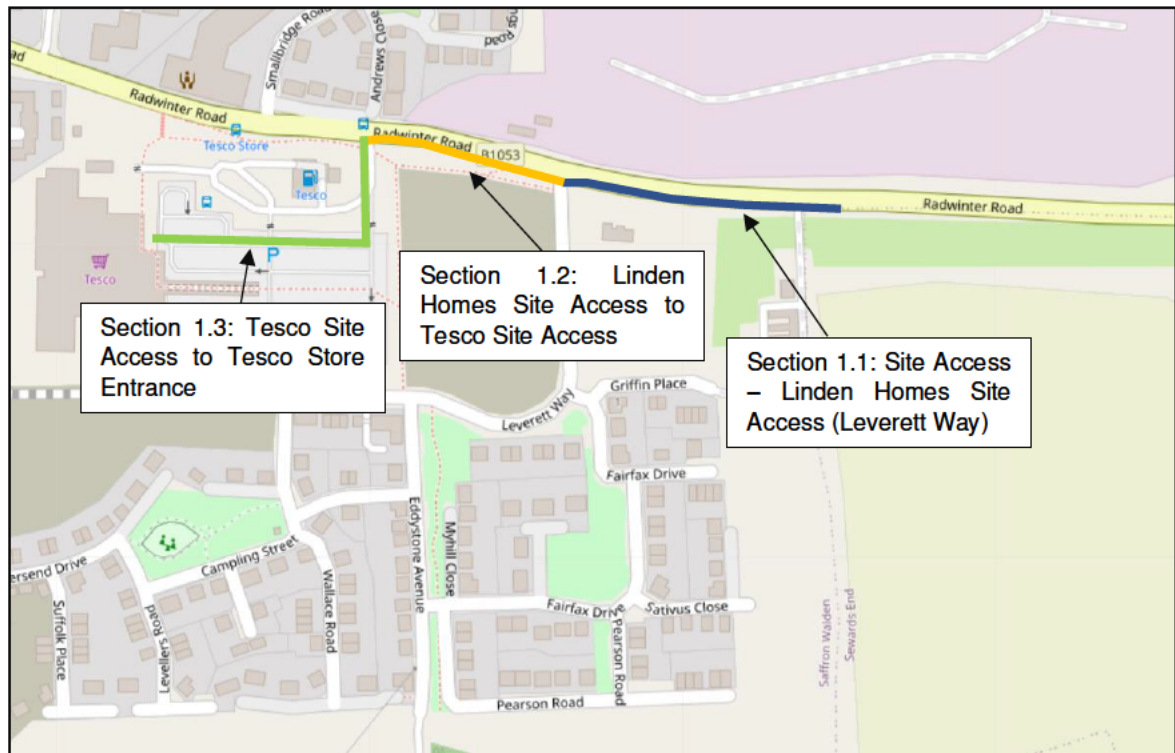 Smallbridge Road
Andrews Close
Road
Radwinter Road
Tesco Store
Radwinter Road
B1053
Radwinter Road
Tesco
P
Tesco
Section 1.3: Tesco Site
Access to Tesco Store
Entrance
Section 1.2: Linden
Homes Site Access to
Tesco Site Access
Section 1.1: Site Access
– Linden Homes Site
Access (Leverett Way)
Griffin Place
Leverett Way
Fairfax Drive
Eddystone Avenue
Myhill Close
Campling Street
ersend Drive
Wallace Road
Suffolk Place
Levellers Road
Fairfax Drive
Sativus Close
Pearson Road
Pearson Road
Saffron Walden
Sewards End